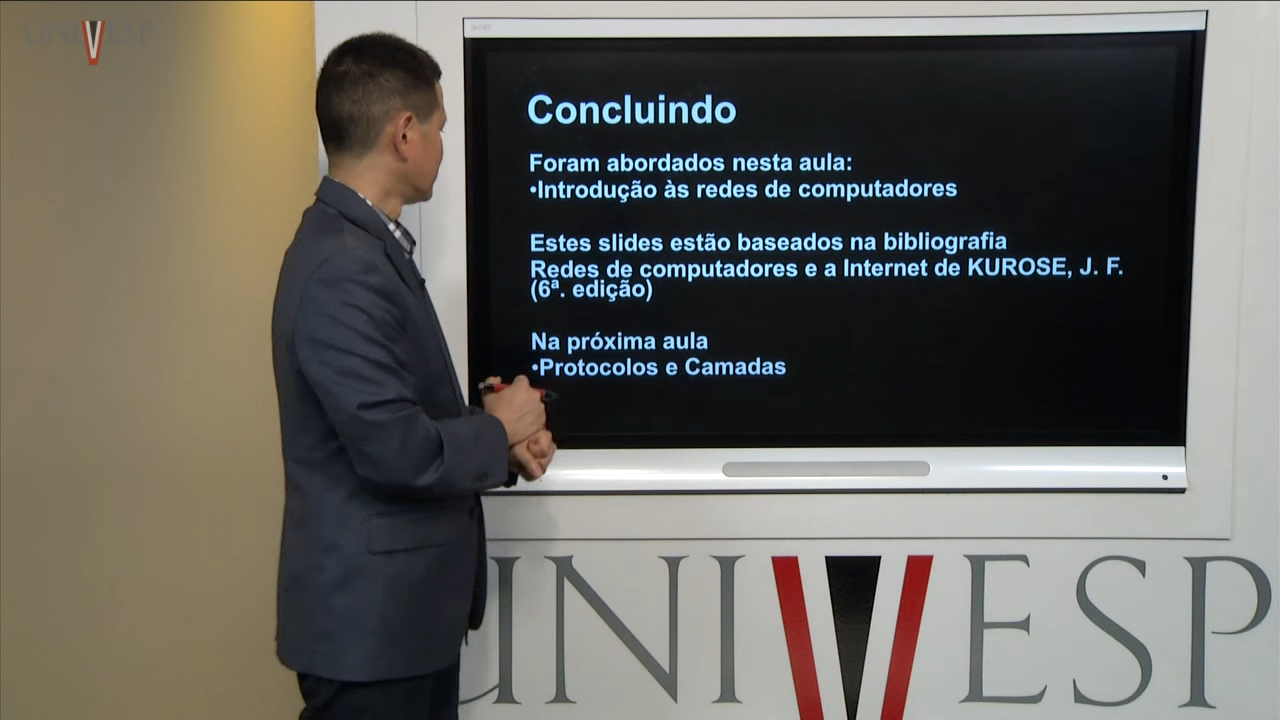 UNIVESP
Concluindo
Foram abordados nesta aula:
•Introdução às redes de computadores
Estes slides estão baseados na bibliografia
Redes de computadores e a Internet de KUROSE, J. F.
(6ª. edição)
Na próxima aula
•Protocolos e Camadas
UNIVESP